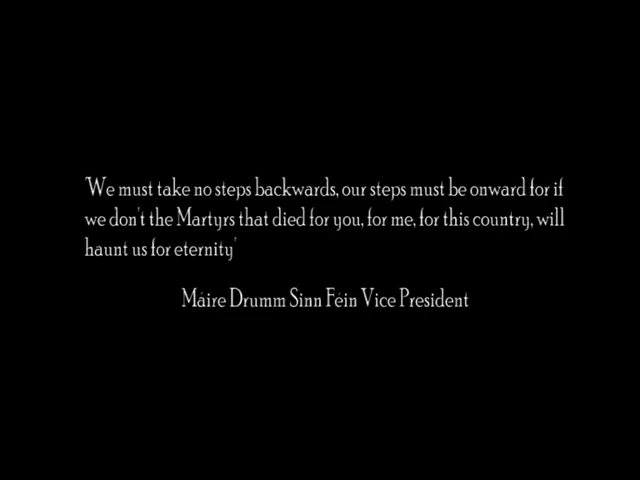 'We must take no steps backwards, our steps must be onward for if
we don't the Martyrs that died for you, for me, for this country, will
haunt us for eternity'
Máire Drumm Sinn Féin Vice President